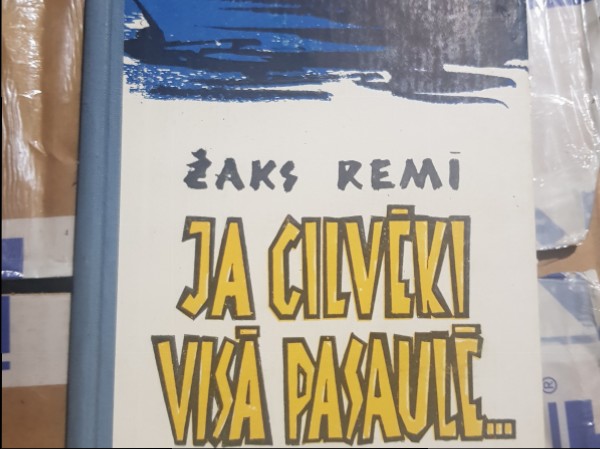 ŽAKS REMĪ
JA CILVĒKI
VISĀ PASAULĒ...
®